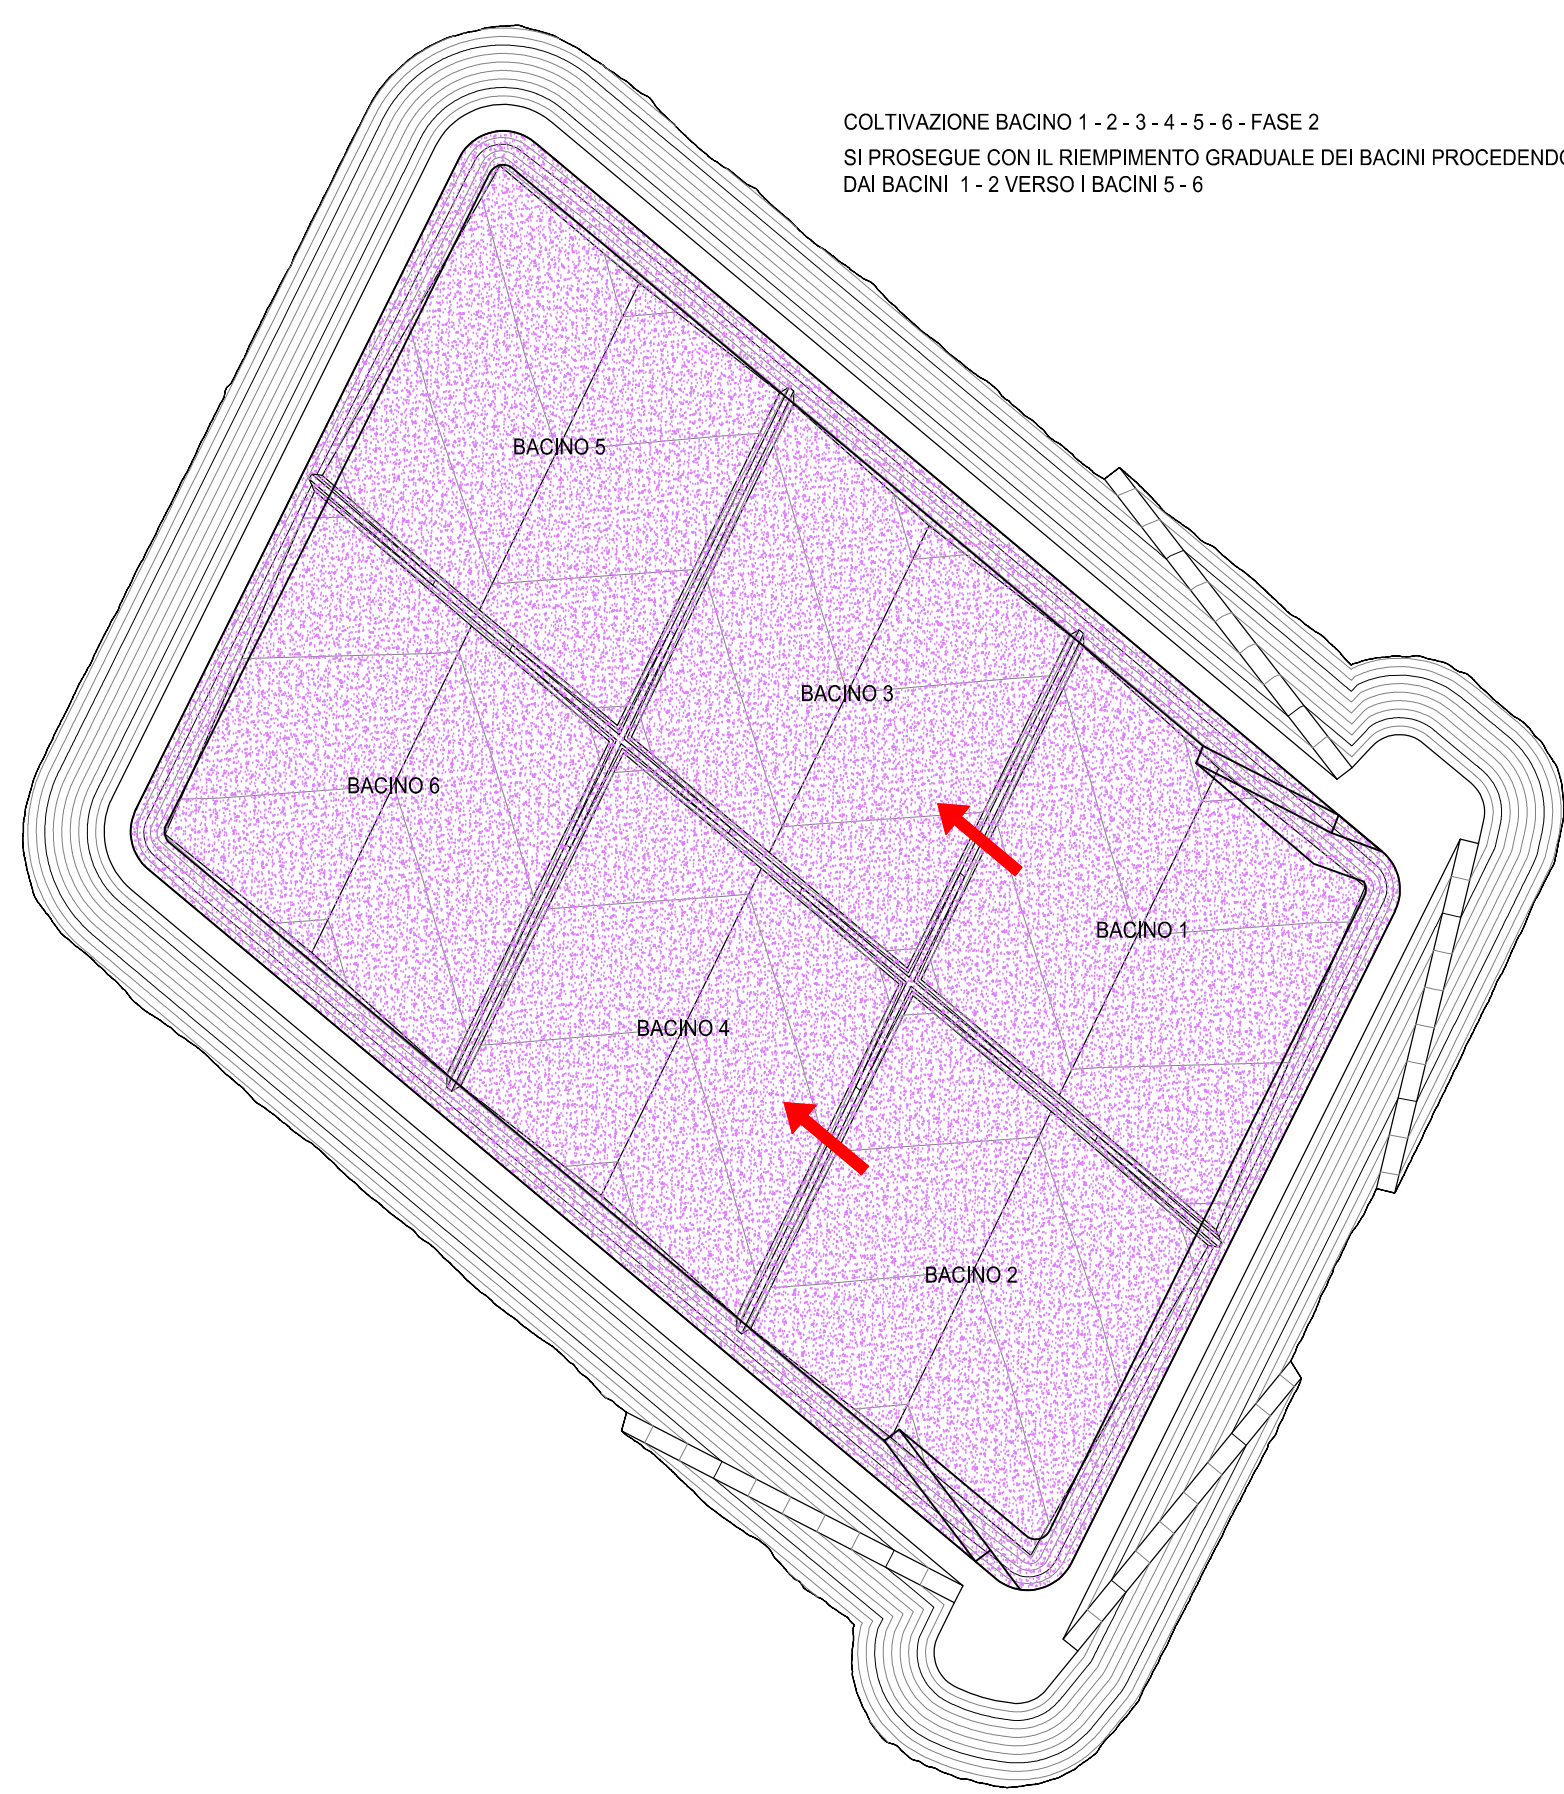 COLTIVAZIONE BACINO 1 - 2 - 3 - 4 - 5 - 6 - FASE 2
SI PROSEGUE CON IL RIEMPIMENTO GRADUALE DEI BACINI PROCEDENDO
DAI BACINI 1 - 2 VERSO I BACINI 5 - 6
BACINO 5
BACINO 3
BACINO 6
BACINO 1
BACINO 4
BACINO 2